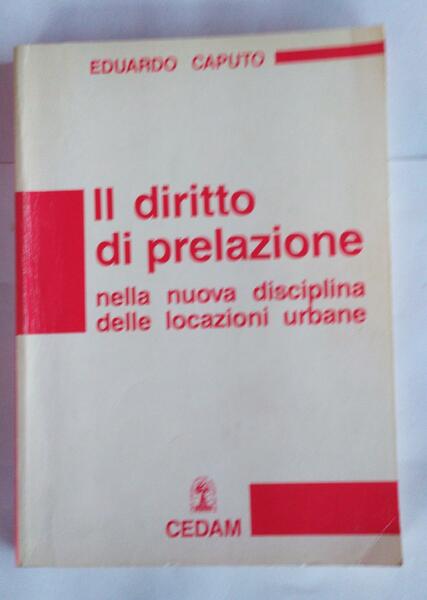 EDUARDO CAPUTO
Il diritto
di prelazione
nella nuova disciplina
delle locazioni urbane
CEDAM